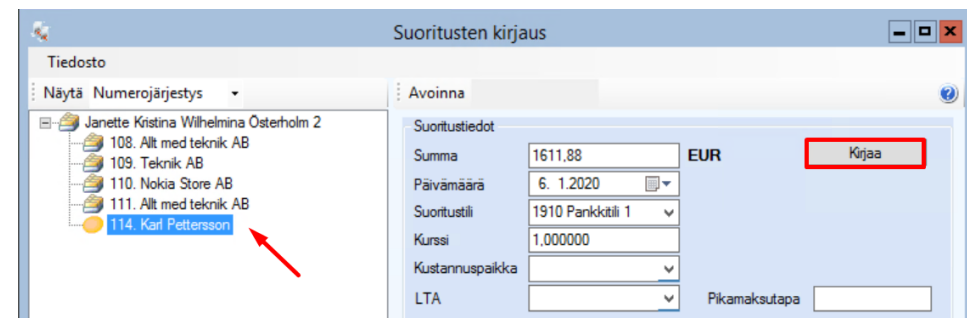 Suoritusten kirjaus
Tiedosto
Näytä Numerojärjestys
Janette Kristina Wilhelmina Österholm 2
108. Allt med teknik AB
109. Teknik AB
110. Nokia Store AB
111. Allt med teknik AB
114. Karl Pettersson
Avoinna
Suoritustiedot
Summa 1611,88 EUR Kirjaa
Päivämäärä 6. 1.2020
Suoritustili 1910 Pankkitili 1
Kurssi 1,000000
Kustannuspaikka
LTA Pikamaksutapa